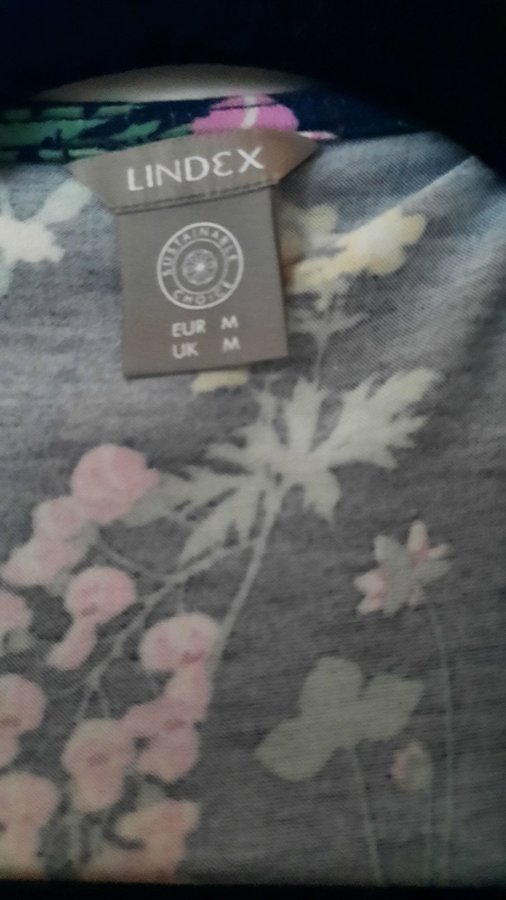 LINDEX
SUSTAINABLE
CHOICE
EUR M
UK M